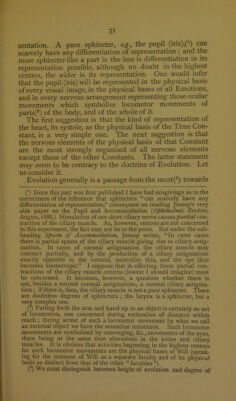 31
sentation. A pure sphincter, e.g., the pupil (iris),(¹) can
scarcely have any differentiation of representation; and the
more sphincter-like a part is the less is differentiation in its
representation possible, although no doubt in the highest
centres, the wider is its representation. One would infer
that the pupil (iris) will be represented in the physical basis
of every visual image, in the physical bases of all Emotions,
and in every nervous arrangement representing those ocular
movements which symbolise locomotor movements of
parts(²) of the body, and of the whole of it.
The first suggestion is that the kind of representation of
the heart, its systole, as the physical basis of the Time Con-
stant, is a very simple one. The next suggestion is that
the nervous elements of the physical basis of that Constant
are the most strongly organised of all nervous elements
except those of the other Constants. The latter statement
may seem to be contrary to the doctrine of Evolution. Let
us consider it.
Evolution generally is a passage from the most(³) towards
(¹) Since this part was first published I have had misgivings as to the
correctness of the inference that sphincters "can scarcely have any
differentiation of representation," consequent on reading Jessop's very
able paper on the Pupil and Accommodation (Ophthalmic Review,
August, 1886.) Stimulation of one short ciliary nerve causes partial con-
traction of the ciliary muscle. Since, however, the ganglion is not concerned
in this experiment, the fact may not be to the point. But under the sub-
heading Spasm of Accommodation, Jessop writes, "In rare cases
there is partial spasm of the ciliary muscle giving rise to ciliary astig-
matism. In cases of corneal astigmatism the ciliary muscle may
contract partially, and by the production of a ciliary astigmatism
exactly opposite to the corneal, neutralise this, and the eye thus
becomes emmetropic." I suppose that in effecting those partial con-
tractions of the ciliary muscle centres (lowest I should imagine) must
be concerned. It becomes, however, a question whether there is
not, besides a normal corneal astigmatism, a normal ciliary astigma-
tism; if there is, then, the ciliary muscle is not a pure sphincter. There
are doubtless degrees of sphincters; the larynx is a sphincter, but a
very complex one.
(²) Putting forth the arm and hand up to an object is certainly an act
of locomotion, one concerned during estimation of distance within
reach; during arrest of such a locomotor movement by what we call
an external object we have the sensation resistance. Such locomotor
movements are symbolised by converging, &c., movements of the eyes,
there being at the same time alterations in the irides and ciliary
muscles. It is obvious that activities beginning in the highest centres
for such locomotor movements are the physical bases of Will (speak-
ing for the moment of Will as a separate faculty and of its physical
basis as distinct from that of the other "faculties").
(³) We must distinguish between height of evolution and degree of